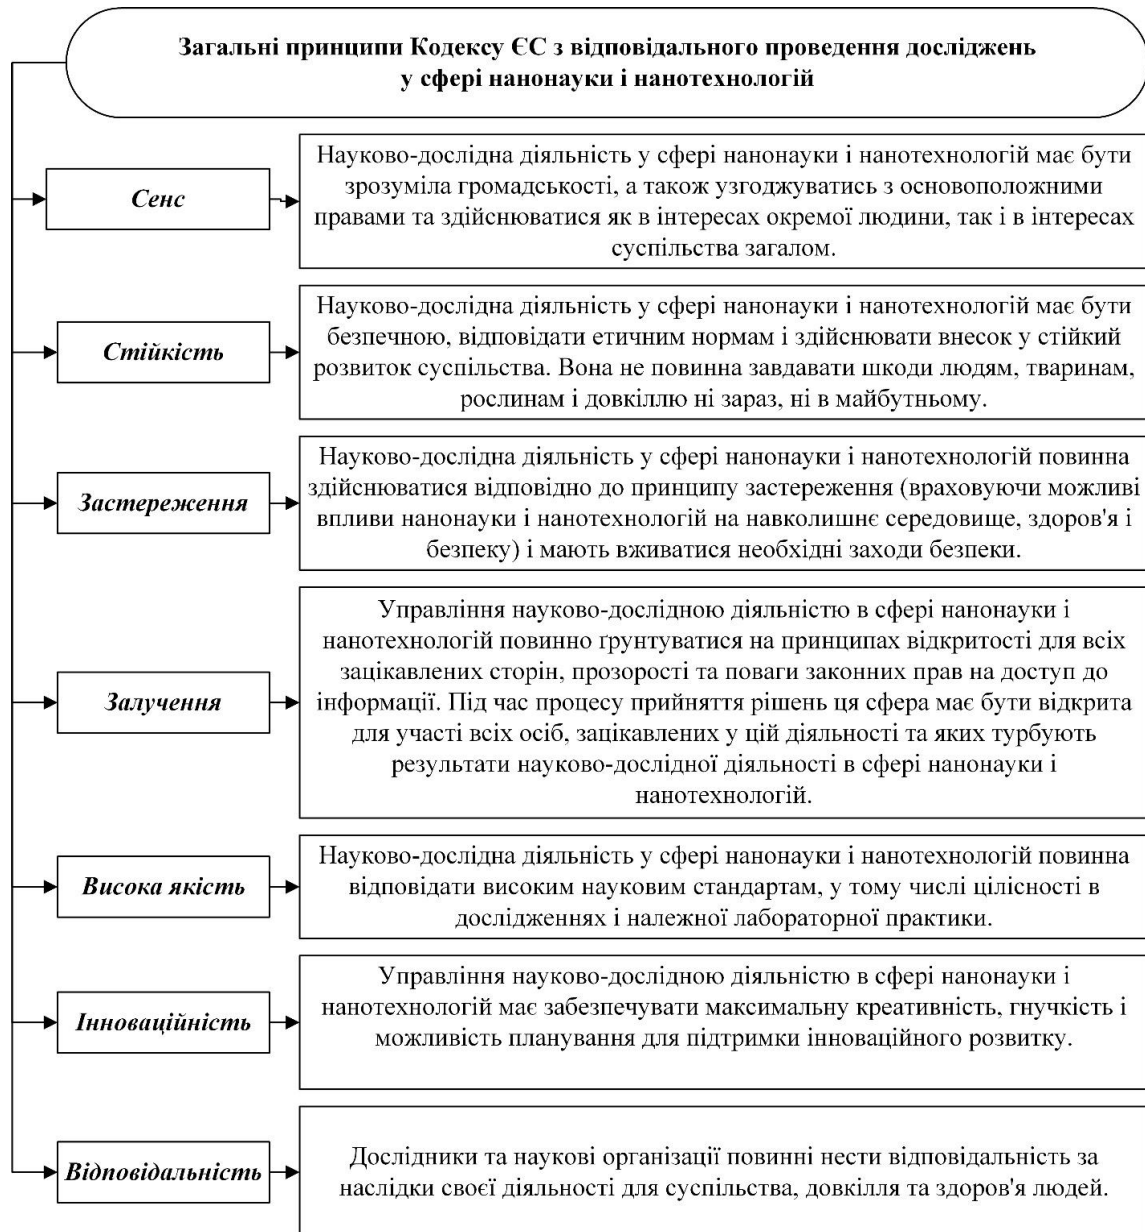 Загальні принципи Кодексу ЄС з відповідального проведення досліджень
у сфері нанонауки і нанотехнологій
Сенс
Науково-дослідна діяльність у сфері нанонауки і нанотехнологій має бути
зрозуміла громадськості, а також узгоджуватись з основоположними
правами та здійснюватися як в інтересах окремої людини, так і в інтересах
суспільства загалом.
Стійкість
Науково-дослідна діяльність у сфері нанонауки і нанотехнологій має бути
безпечною, відповідати етичним нормам і здійснювати внесок у стійкий
розвиток суспільства. Вона не повинна завдавати шкоди людям, тваринам,
рослинам і довкіллю ні зараз, ні в майбутньому.
Застереження
Науково-дослідна діяльність у сфері нанонауки і нанотехнологій повинна
здійснюватися відповідно до принципу застереження (враховуючи можливі
впливи нанонауки і нанотехнологій на навколишнє середовище, здоров'я і
безпеку) і мають вживатися необхідні заходи безпеки.
Залучення
Управління науково-дослідною діяльністю в сфері нанонауки і
нанотехнологій повинно ґрунтуватися на принципах відкритості для всіх
зацікавлених сторін, прозорості та поваги законних прав на доступ до
інформації. Під час процесу прийняття рішень ця сфера має бути відкрита
для участі всіх осіб, зацікавлених у цій діяльності та яких турбують
результати науково-дослідної діяльності в сфері нанонауки і
нанотехнологій.
Висока якість
Науково-дослідна діяльність у сфері нанонауки і нанотехнологій повинна
відповідати високим науковим стандартам, у тому числі цілісності в
дослідженнях і належної лабораторної практики.
Інноваційність
Управління науково-дослідною діяльністю в сфері нанонауки і
нанотехнологій має забезпечувати максимальну креативність, гнучкість і
можливість планування для підтримки інноваційного розвитку.
Відповідальність
Дослідники та наукові організації повинні нести відповідальність за
наслідки своєї діяльності для суспільства, довкілля та здоров'я людей.